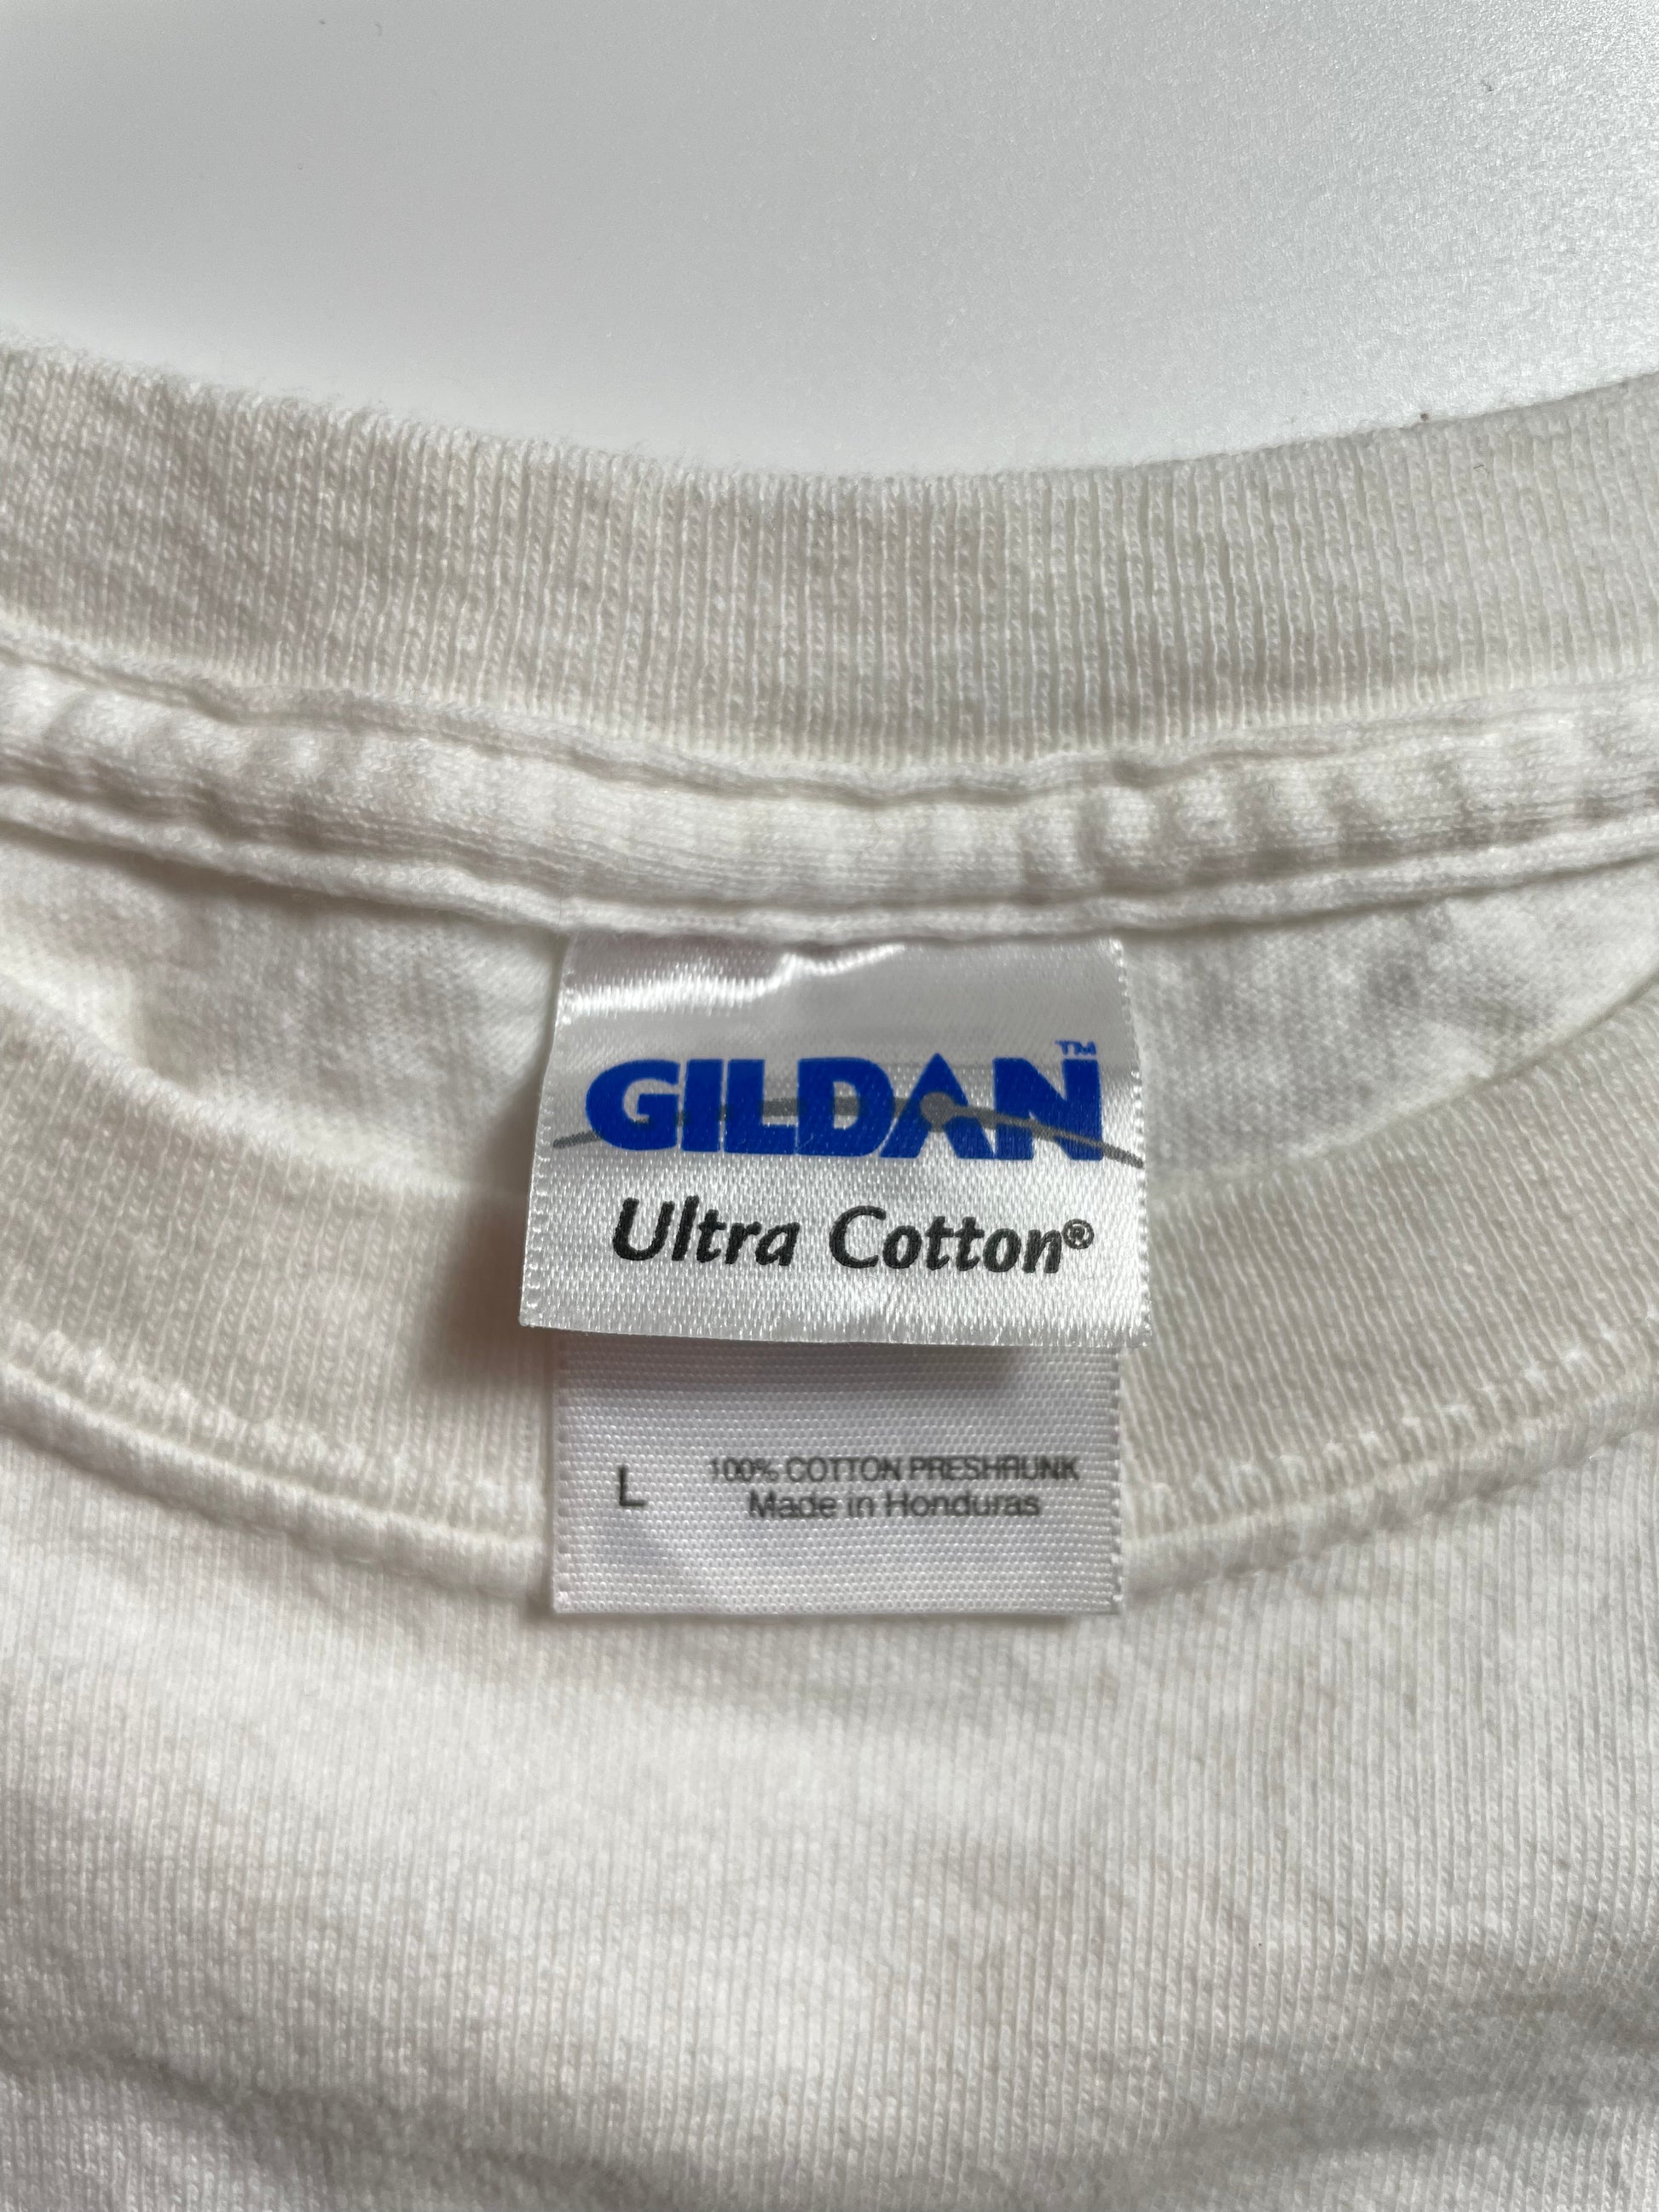 GILDAN™
Ultra Cotton®
L
100% COTTON PRESHRUNK
Made in Honduras